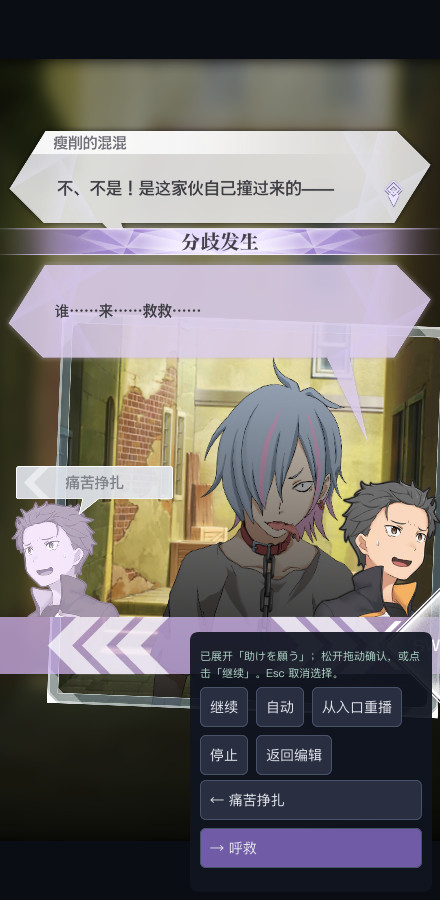 瘦削的混混
不、不是！是这家伙自己撞过来的——
分歧发生
谁……来……救救……
痛苦挣扎
已展开「助けを願う」；松开拖动确认，或点
击「继续」。Esc 取消选择。
继续
自动
从入口重播
停止
返回编辑
← 痛苦挣扎
→ 呼救